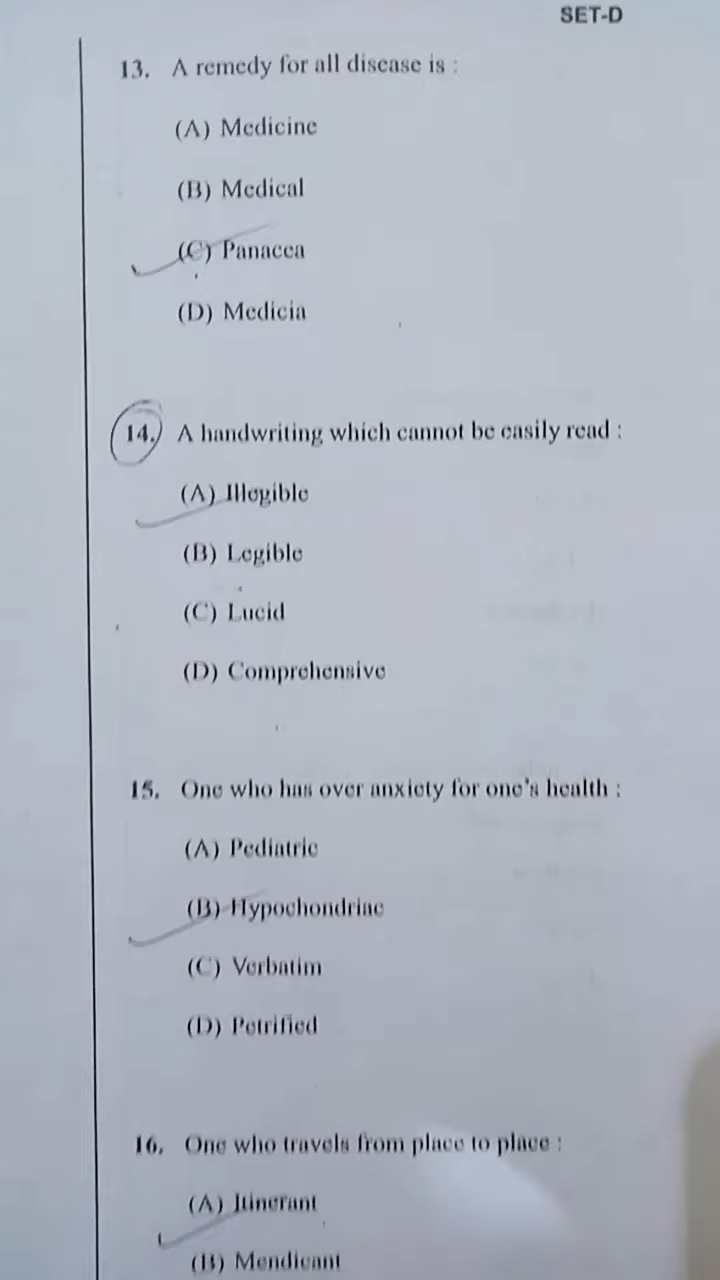 SET-D
13. A remedy for all disease is :
(A) Medicine
(B) Medical
(C) Panacea
(D) Medicia
14. A handwriting which cannot be easily read :
(A) Illegible
(B) Legible
(C) Lucid
(D) Comprehensive
15. One who has over anxiety for one's health :
(A) Pediatric
(B) Hypochondriac
(C) Verbatim
(D) Petrified
16. One who travels from place to place :
(A) Itinerant
(B) Mendicant